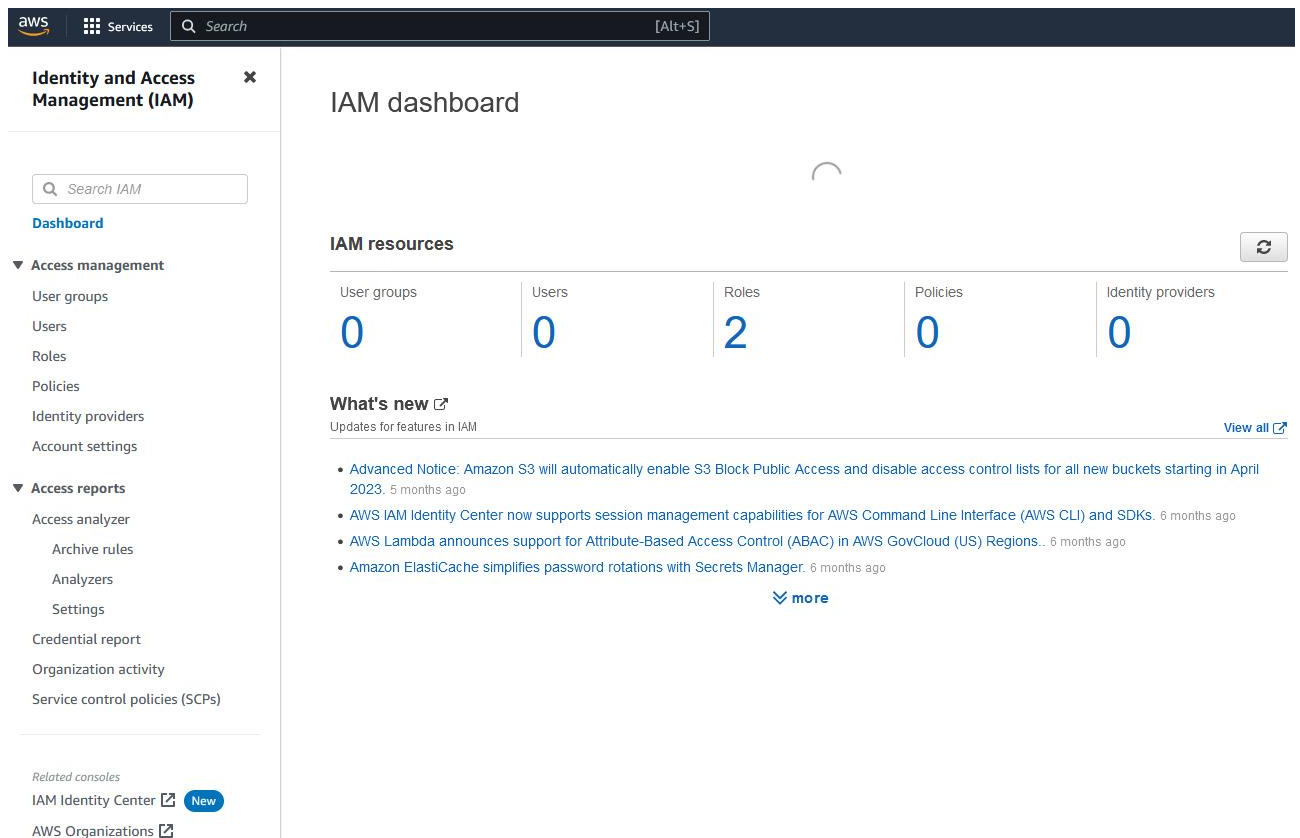 aws
Services
Search
[Alt+S]
Identity and Access
Management (IAM)
Search IAM
Dashboard
Access management
User groups
Users
Roles
Policies
Identity providers
Account settings
Access reports
Access analyzer
Archive rules
Analyzers
Settings
Credential report
Organization activity
Service control policies (SCPs)
Related consoles
IAM Identity Center New
AWS Organizations
IAM dashboard
IAM resources
User groups
0
Users
0
Roles
2
Policies
0
Identity providers
0
What's new
Updates for features in IAM
View all
Advanced Notice: Amazon S3 will automatically enable S3 Block Public Access and disable access control lists for all new buckets starting in April
2023. 5 months ago
AWS IAM Identity Center now supports session management capabilities for AWS Command Line Interface (AWS CLI) and SDKs. 6 months ago
AWS Lambda announces support for Attribute-Based Access Control (ABAC) in AWS GovCloud (US) Regions.. 6 months ago
Amazon ElastiCache simplifies password rotations with Secrets Manager. 6 months ago
more